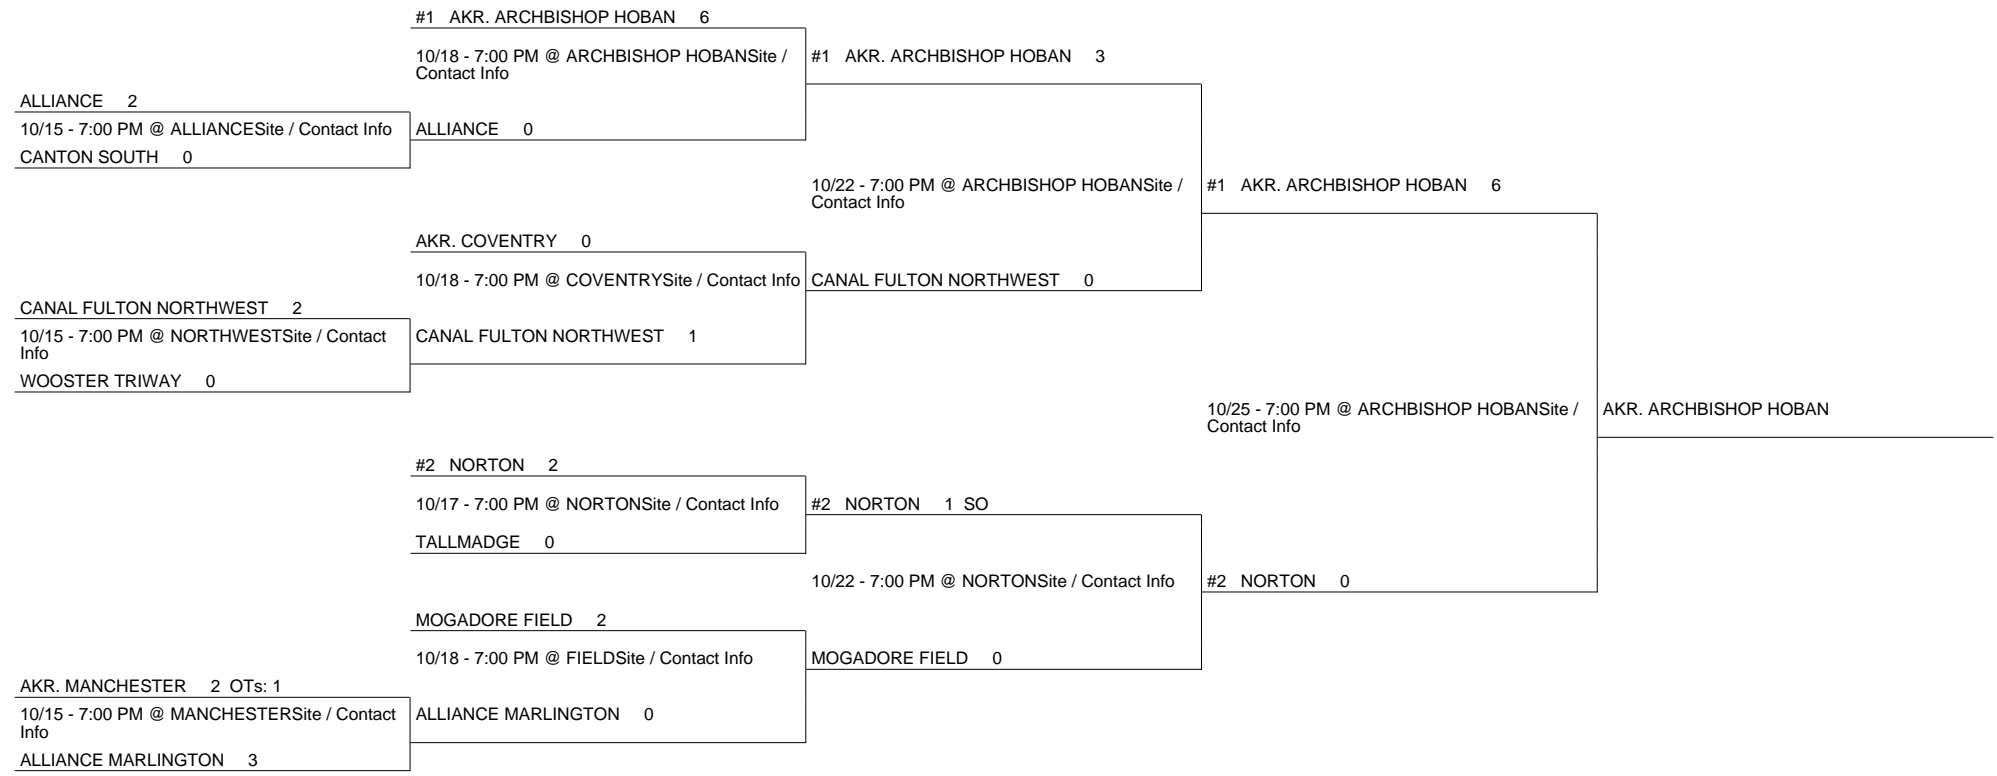 #1 AKR. ARCHBISHOP HOBAN 6
10/18 - 7:00 PM @ ARCHBISHOP HOBANSite /
Contact Info
#1 AKR. ARCHBISHOP HOBAN 3
ALLIANCE 2
10/15 - 7:00 PM @ ALLIANCESite / Contact Info
ALLIANCE 0
CANTON SOUTH 0
10/22 - 7:00 PM @ ARCHBISHOP HOBANSite /
Contact Info
#1 AKR. ARCHBISHOP HOBAN 6
AKR. COVENTRY 0
10/18 - 7:00 PM @ COVENTRYSite / Contact Info
CANAL FULTON NORTHWEST 0
CANAL FULTON NORTHWEST 2
10/15 - 7:00 PM @ NORTHWESTSite / Contact
Info
CANAL FULTON NORTHWEST 1
WOOSTER TRIWAY 0
10/25 - 7:00 PM @ ARCHBISHOP HOBANSite /
Contact Info
AKR. ARCHBISHOP HOBAN
#2 NORTON 2
10/17 - 7:00 PM @ NORTONSite / Contact Info
#2 NORTON 1 SO
TALLMADGE 0
10/22 - 7:00 PM @ NORTONSite / Contact Info
#2 NORTON 0
MOGADORE FIELD 2
10/18 - 7:00 PM @ FIELDSite / Contact Info
MOGADORE FIELD 0
AKR. MANCHESTER 2 OTs: 1
10/15 - 7:00 PM @ MANCHESTERSite / Contact
Info
ALLIANCE MARLINGTON 0
ALLIANCE MARLINGTON 3